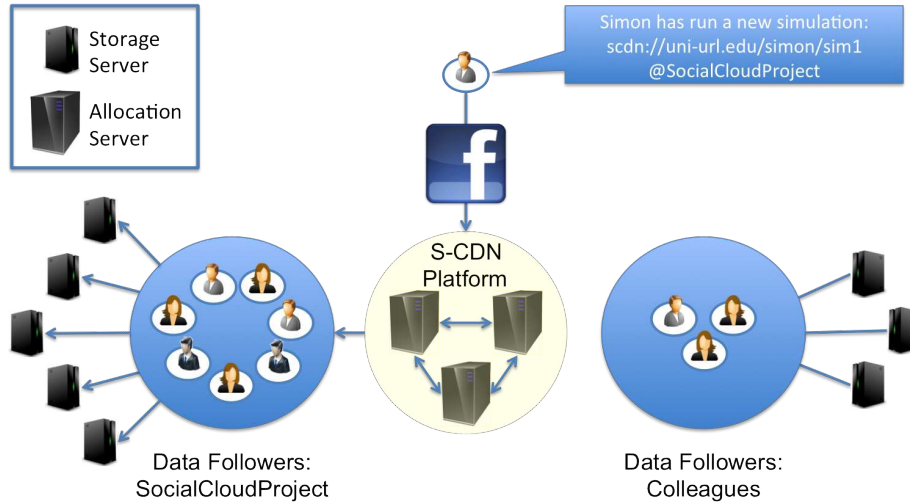 Storage
Server
Allocation
Server
Simon has run a new simulation:
scdn://uni-url.edu/simon/sim1
@SocialCloudProject
f
S-CDN
Platform
Data Followers:
SocialCloudProject
Data Followers:
Colleagues